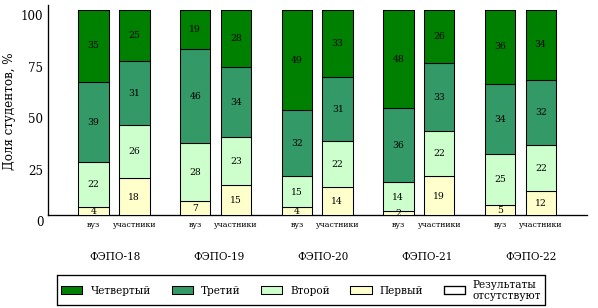 Доля студентов, %
100
75
50
25
0
35 25 19 28 49 33 48 26 36 34
39 31 46 34 32 31 36 33 34 32
22 26 28 23 15 22 14 22 25 22
4 18 7 15 4 14 2 19 5 12
вуз участники вуз участники вуз участники вуз участники вуз участники
ФЭПО-18 ФЭПО-19 ФЭПО-20 ФЭПО-21 ФЭПО-22
Четвертый Третий Второй Первый Результаты
отсутствуют